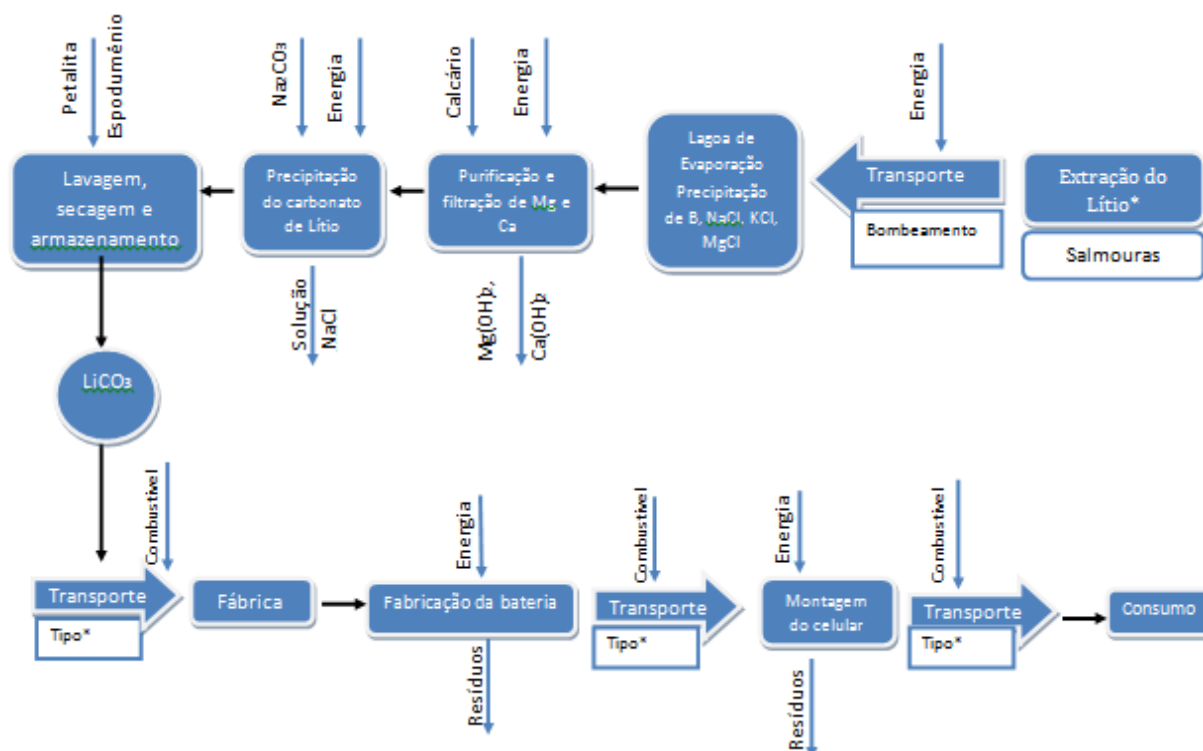 Petalita
Espodumênio
Na₂CO₃
Energia
Calcário
Energia
Energia
Lavagem,
secagem e
armazenamento
Precipitação
do carbonato
de Lítio
Purificação e
filtração de Mg e
Ca
Lagoa de
Evaporação
Precipitação
de B, NaCl, KCl,
MgCl
Transporte
Bombeamento
Extração do
Lítio*
Salmouras
Solução
NaCl
Mg(OH)₂,
Ca(OH)₂
LiCO₃
Combustível
Energia
Combustível
Energia
Combustível
Transporte
Tipo*
Fábrica
Fabricação da bateria
Transporte
Tipo*
Montagem
do celular
Transporte
Tipo*
Consumo
Resíduos
Resíduos